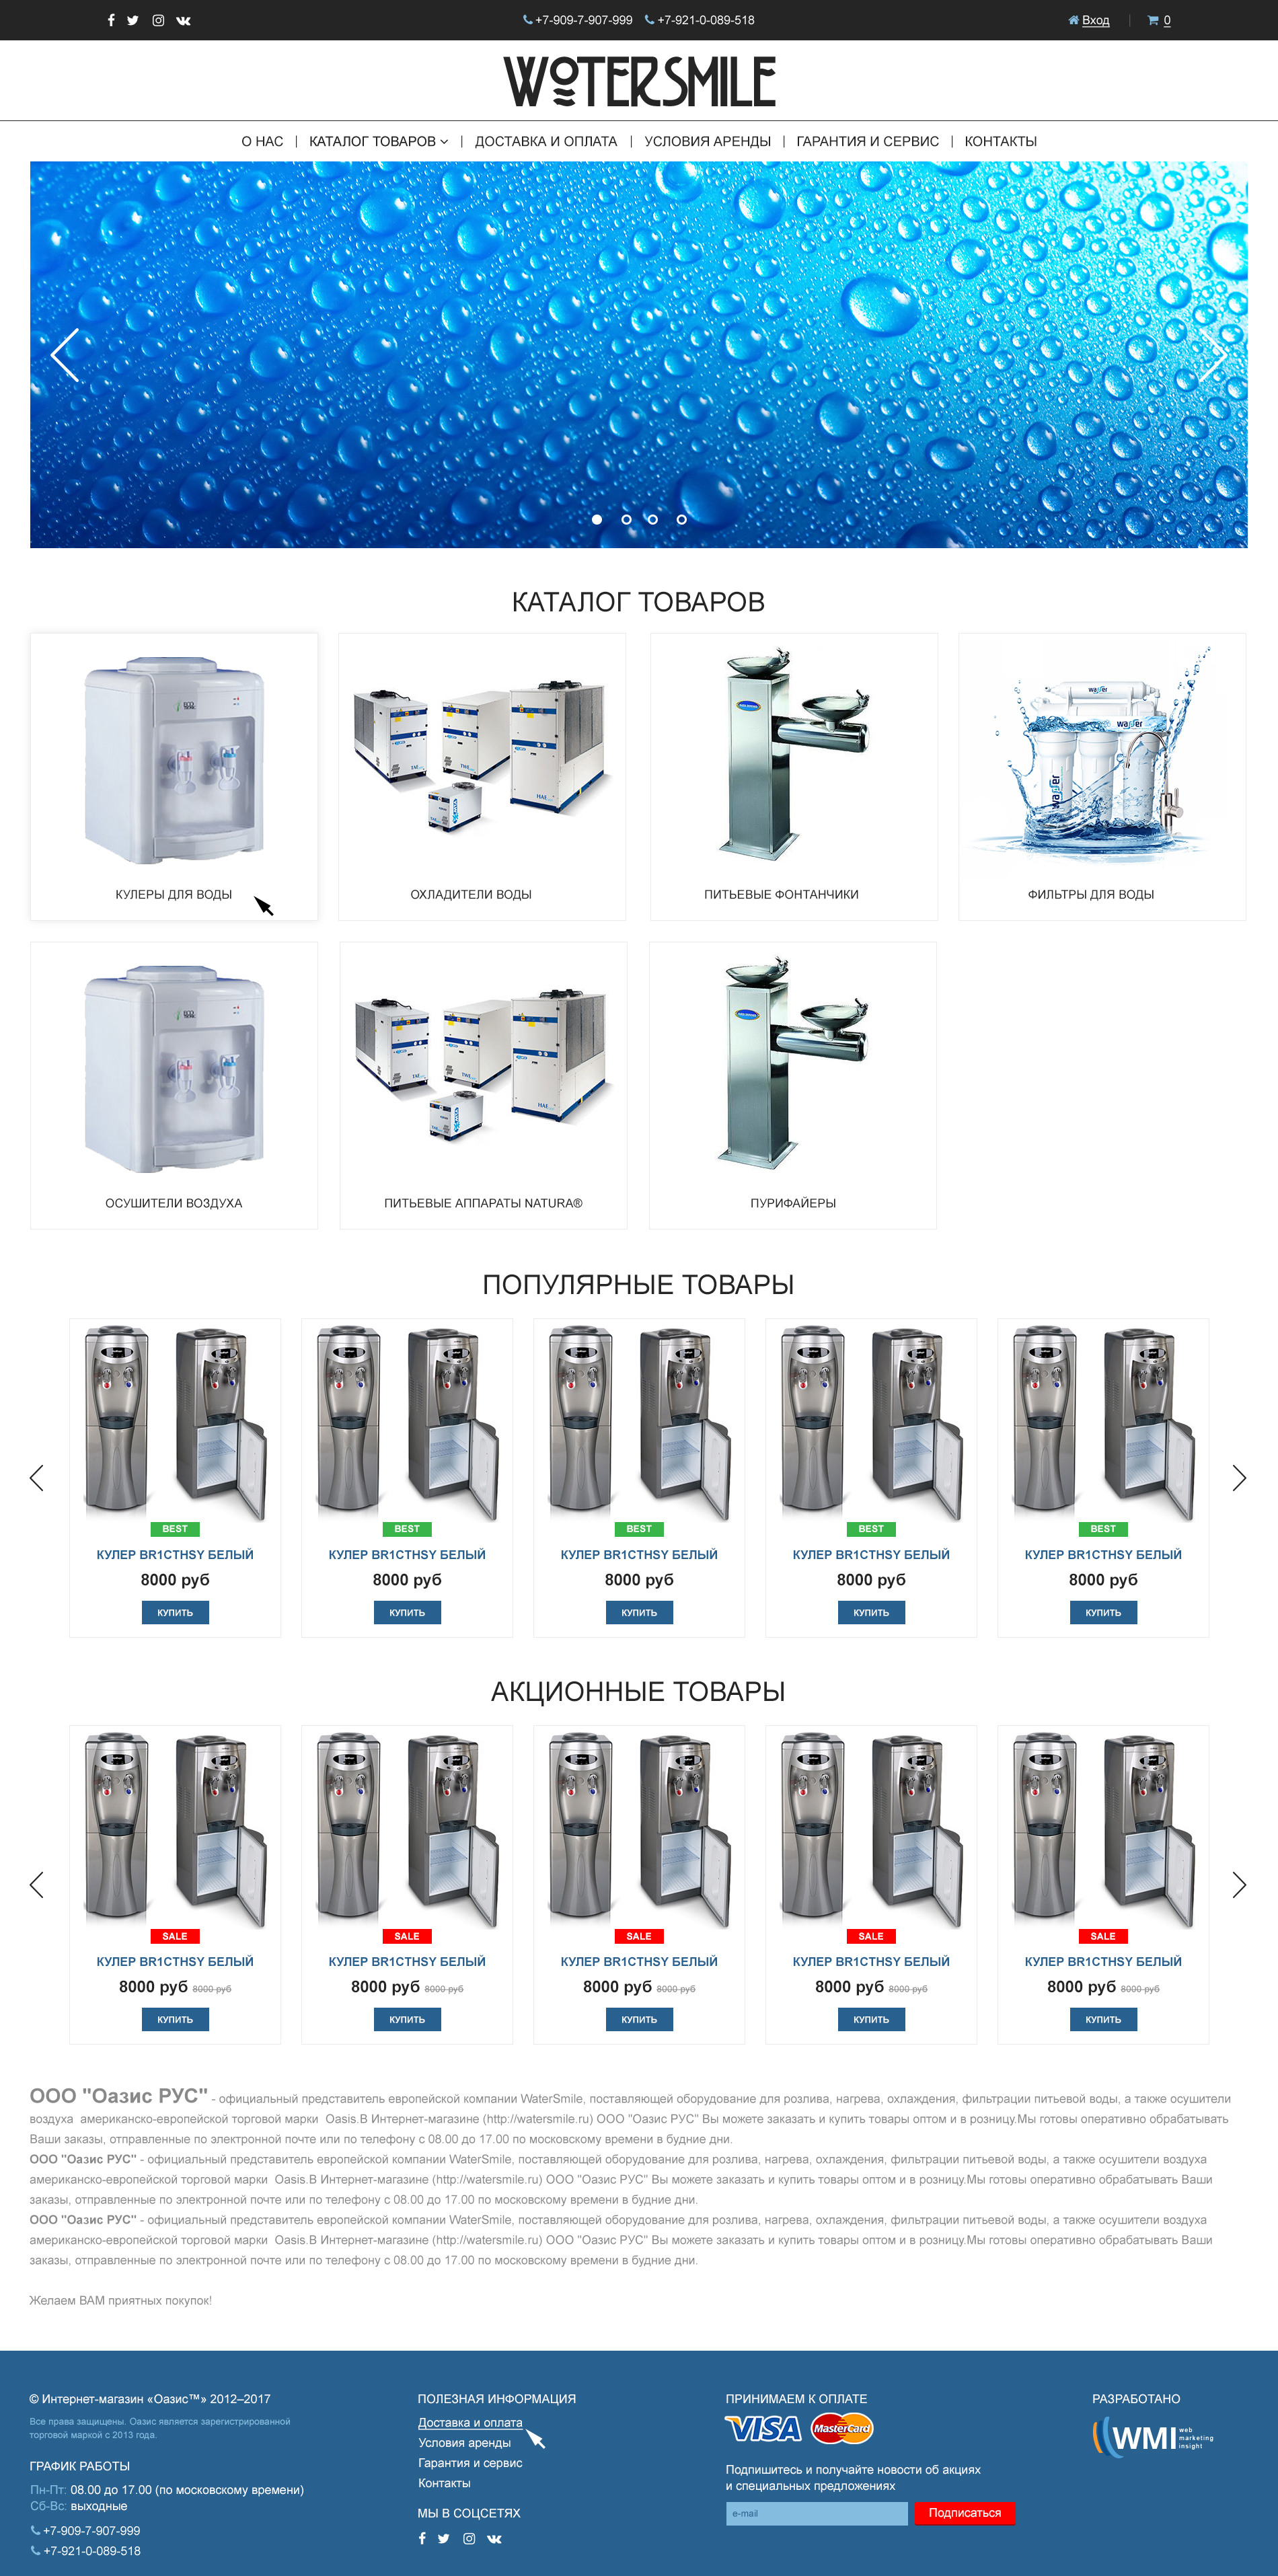 +7-909-7-907-999 +7-921-0-089-518 Вход 0
WOTERSMILE
О НАС | КАТАЛОГ ТОВАРОВ | ДОСТАВКА И ОПЛАТА | УСЛОВИЯ АРЕНДЫ | ГАРАНТИЯ И СЕРВИС | КОНТАКТЫ
КАТАЛОГ ТОВАРОВ
wasser
wasser
wasser
КУЛЕРЫ ДЛЯ ВОДЫ
ОХЛАДИТЕЛИ ВОДЫ
ПИТЬЕВЫЕ ФОНТАНЧИКИ
ФИЛЬТРЫ ДЛЯ ВОДЫ
ОСУШИТЕЛИ ВОЗДУХА
ПИТЬЕВЫЕ АППАРАТЫ NATURA®
ПУРИФАЙЕРЫ
ПОПУЛЯРНЫЕ ТОВАРЫ
BEST BEST BEST BEST BEST
КУЛЕР BR1CTHSY БЕЛЫЙ КУЛЕР BR1CTHSY БЕЛЫЙ КУЛЕР BR1CTHSY БЕЛЫЙ КУЛЕР BR1CTHSY БЕЛЫЙ КУЛЕР BR1CTHSY БЕЛЫЙ
8000 руб 8000 руб 8000 руб 8000 руб 8000 руб
КУПИТЬ КУПИТЬ КУПИТЬ КУПИТЬ КУПИТЬ
АКЦИОННЫЕ ТОВАРЫ
SALE SALE SALE SALE SALE
КУЛЕР BR1CTHSY БЕЛЫЙ КУЛЕР BR1CTHSY БЕЛЫЙ КУЛЕР BR1CTHSY БЕЛЫЙ КУЛЕР BR1CTHSY БЕЛЫЙ КУЛЕР BR1CTHSY БЕЛЫЙ
8000 руб 8000 руб 8000 руб 8000 руб 8000 руб 8000 руб 8000 руб 8000 руб 8000 руб 8000 руб
КУПИТЬ КУПИТЬ КУПИТЬ КУПИТЬ КУПИТЬ
ООО "Оазис РУС" - официальный представитель европейской компании WaterSmile, поставляющей оборудование для розлива, нагрева, охлаждения, фильтрации питьевой воды, а также осушители
воздуха американско-европейской торговой марки Oasis.В Интернет-магазине (http://watersmile.ru) ООО "Оазис РУС" Вы можете заказать и купить товары оптом и в розницу.Мы готовы оперативно обрабатывать
Ваши заказы, отправленные по электронной почте или по телефону с 08.00 до 17.00 по московскому времени в будние дни.
ООО "Оазис РУС" - официальный представитель европейской компании WaterSmile, поставляющей оборудование для розлива, нагрева, охлаждения, фильтрации питьевой воды, а также осушители воздуха
американско-европейской торговой марки Oasis.В Интернет-магазине (http://watersmile.ru) ООО "Оазис РУС" Вы можете заказать и купить товары оптом и в розницу.Мы готовы оперативно обрабатывать Ваши
заказы, отправленные по электронной почте или по телефону с 08.00 до 17.00 по московскому времени в будние дни.
ООО "Оазис РУС" - официальный представитель европейской компании WaterSmile, поставляющей оборудование для розлива, нагрева, охлаждения, фильтрации питьевой воды, а также осушители воздуха
американско-европейской торговой марки Oasis.В Интернет-магазине (http://watersmile.ru) ООО "Оазис РУС" Вы можете заказать и купить товары оптом и в розницу.Мы готовы оперативно обрабатывать Ваши
заказы, отправленные по электронной почте или по телефону с 08.00 до 17.00 по московскому времени в будние дни.
Желаем ВАМ приятных покупок!
© Интернет-магазин «Оазис™» 2012–2017
Все права защищены. Оазис является зарегистрированной
торговой маркой с 2013 года.
ГРАФИК РАБОТЫ
Пн-Пт: 08.00 до 17.00 (по московскому времени)
Сб-Вс: выходные
+7-909-7-907-999
+7-921-0-089-518
ПОЛЕЗНАЯ ИНФОРМАЦИЯ
Доставка и оплата
Условия аренды
Гарантия и сервис
Контакты
МЫ В СОЦСЕТЯХ
ПРИНИМАЕМ К ОПЛАТЕ
VISA MasterCard
Подпишитесь и получайте новости об акциях
и специальных предложениях
e-mail Подписаться
РАЗРАБОТАНО
WMI web
marketing
insight